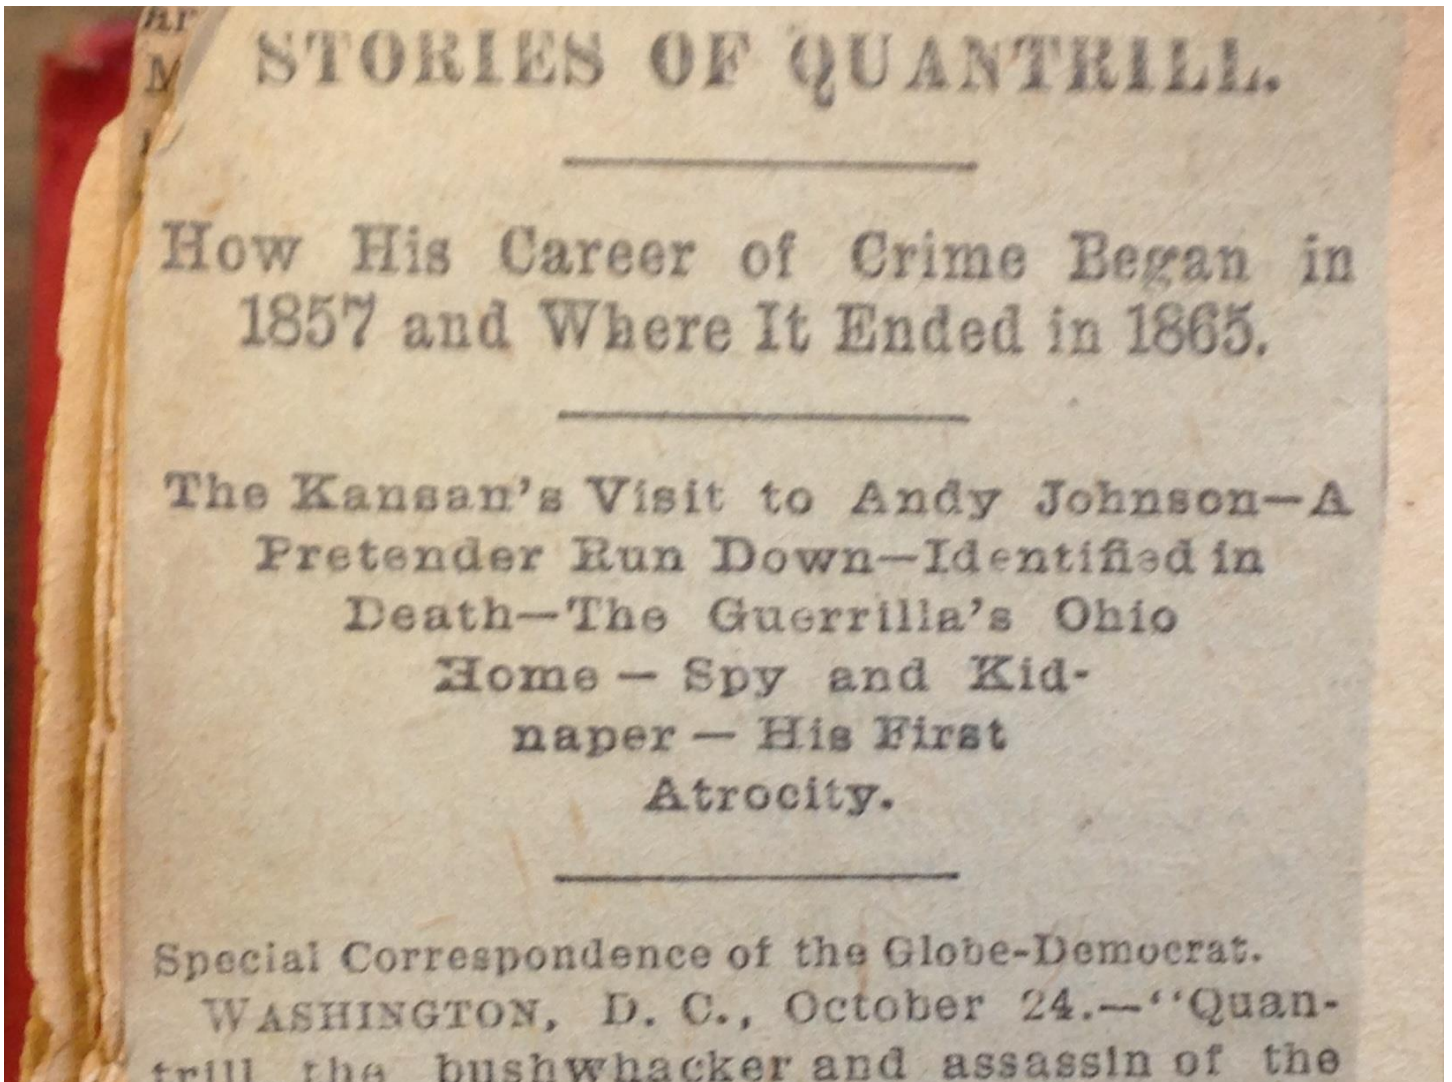 STORIES OF QUANTRILL.
How His Career of Crime Began in
1857 and Where It Ended in 1865.
The Kansan's Visit to Andy Johnson—A
Pretender Run Down—Identified in
Death—The Guerrilla's Ohio
Home — Spy and Kid-
naper — His First
Atrocity.
Special Correspondence of the Globe-Democrat.
WASHINGTON, D. C., October 24.—"Quan-
trill the bushwhacker and assassin of the